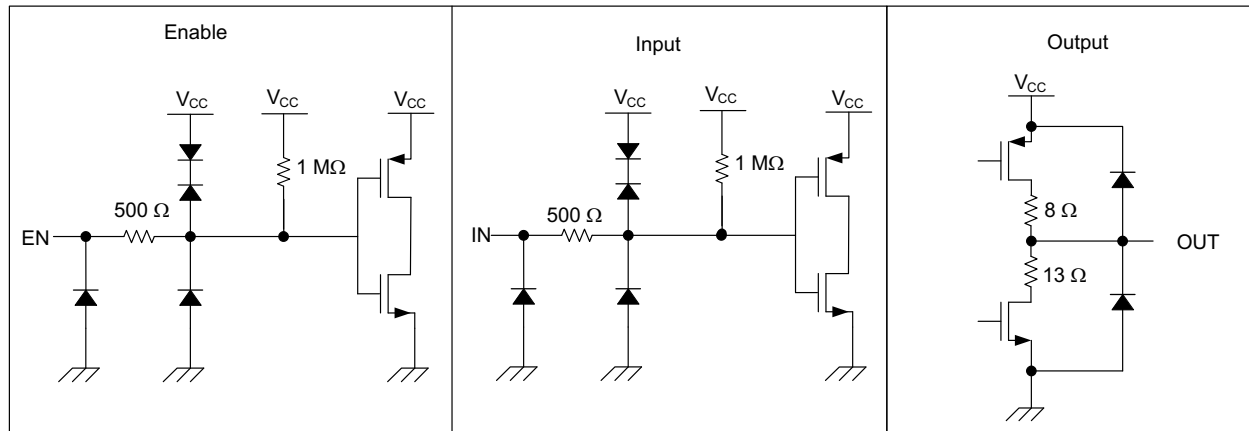 Enable
V_CC
V_CC
V_CC
1 MΩ
500 Ω
EN
Input
V_CC
V_CC
V_CC
1 MΩ
500 Ω
IN
Output
V_CC
8 Ω
OUT
13 Ω